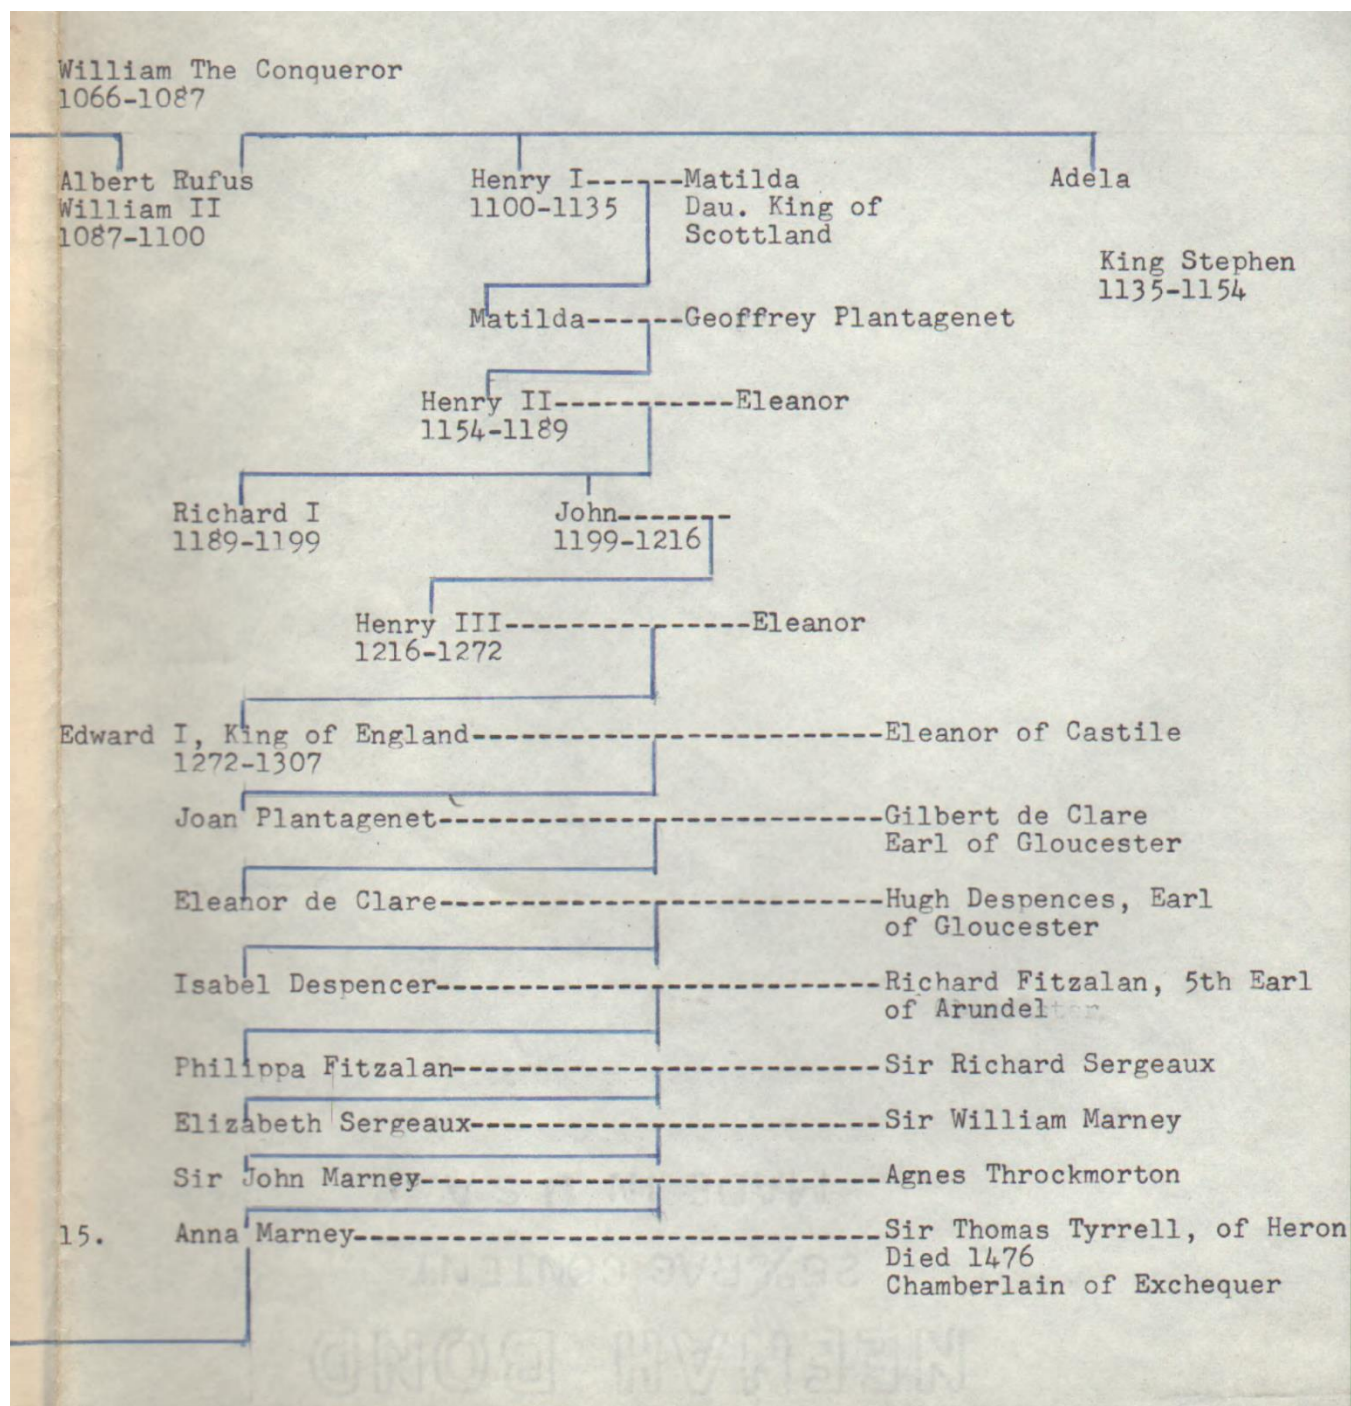 William The Conqueror
1066-1087
Albert Rufus
William II
1087-1100
Henry I------Matilda
1100-1135
Dau. King of
Scottland
Adela
King Stephen
1135-1154
Matilda------Geoffrey Plantagenet
Henry II-----------Eleanor
1154-1189
Richard I
1189-1199
John-------
1199-1216
Henry III---------------Eleanor
1216-1272
Edward I, King of England-------------------------Eleanor of Castile
1272-1307
Joan Plantagenet---------------------------Gilbert de Clare
Earl of Gloucester
Eleanor de Clare---------------------------Hugh Despences, Earl
of Gloucester
Isabel Despencer---------------------------Richard Fitzalan, 5th Earl
of Arundel
Philippa Fitzalan--------------------------Sir Richard Sergeaux
Elizabeth Sergeaux-------------------------Sir William Marney
Sir John Marney----------------------------Agnes Throckmorton
15. Anna Marney--------------------------------Sir Thomas Tyrrell, of Heron
Died 1476
Chamberlain of Exchequer
NEENAH BOND